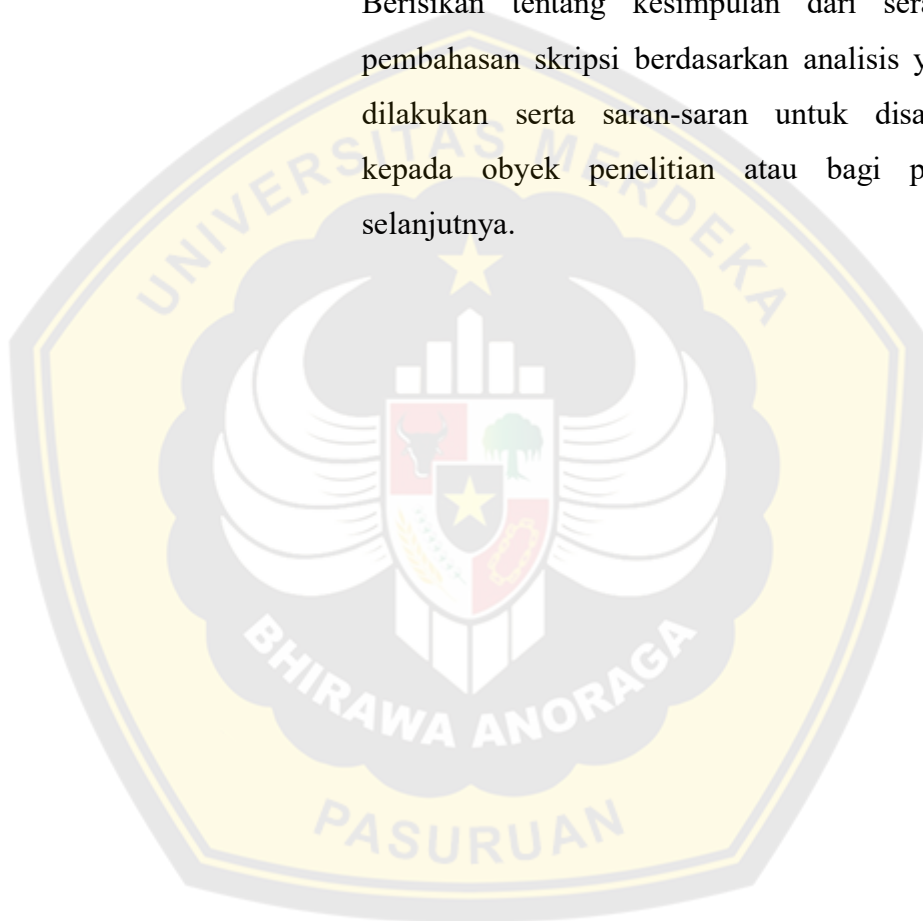 Berisikan tentang kesimpulan dari
pembahasan skripsi berdasarkan analisis
dilakukan serta saran-saran untuk
kepada obyek penelitian atau bagi
selanjutnya.
UNIVERSITAS MERDEKA
BHIRAWA ANORAGA
PASURUAN